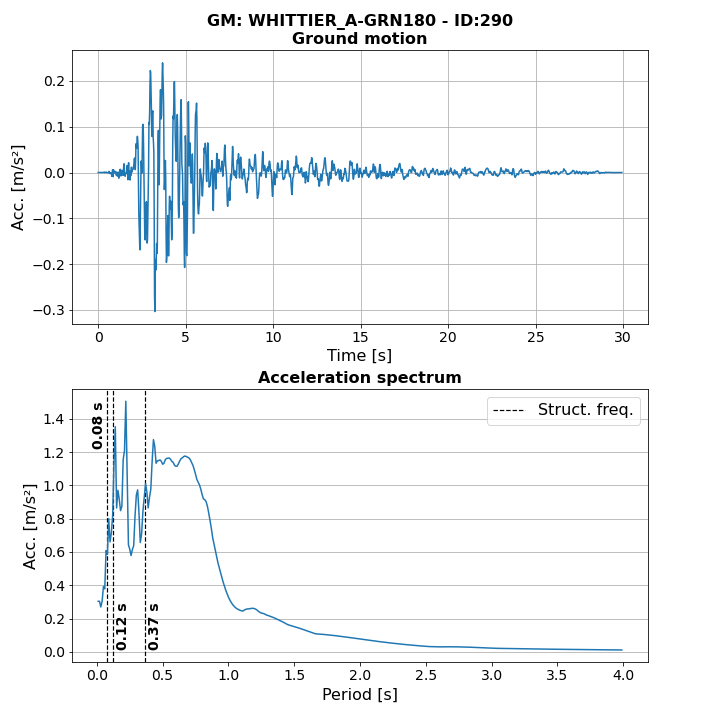 GM: WHITTIER_A-GRN180 - ID:290
Ground motion
0.2
0.1
0.0
−0.1
−0.2
−0.3
Acc. [m/s²]
0 5 10 15 20 25 30
Time [s]
Acceleration spectrum
Struct. freq.
0.08 s
0.12 s
0.37 s
1.4
1.2
1.0
0.8
0.6
0.4
0.2
0.0
Acc. [m/s²]
0.0 0.5 1.0 1.5 2.0 2.5 3.0 3.5 4.0
Period [s]